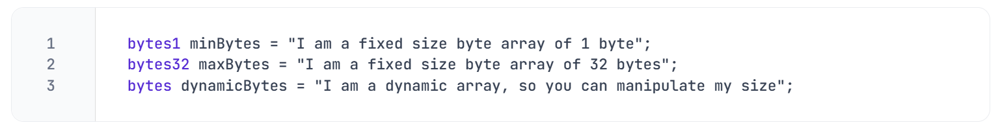 1 bytes1 minBytes = "I am a fixed size byte array of 1 byte";
2 bytes32 maxBytes = "I am a fixed size byte array of 32 bytes";
3 bytes dynamicBytes = "I am a dynamic array, so you can manipulate my size";